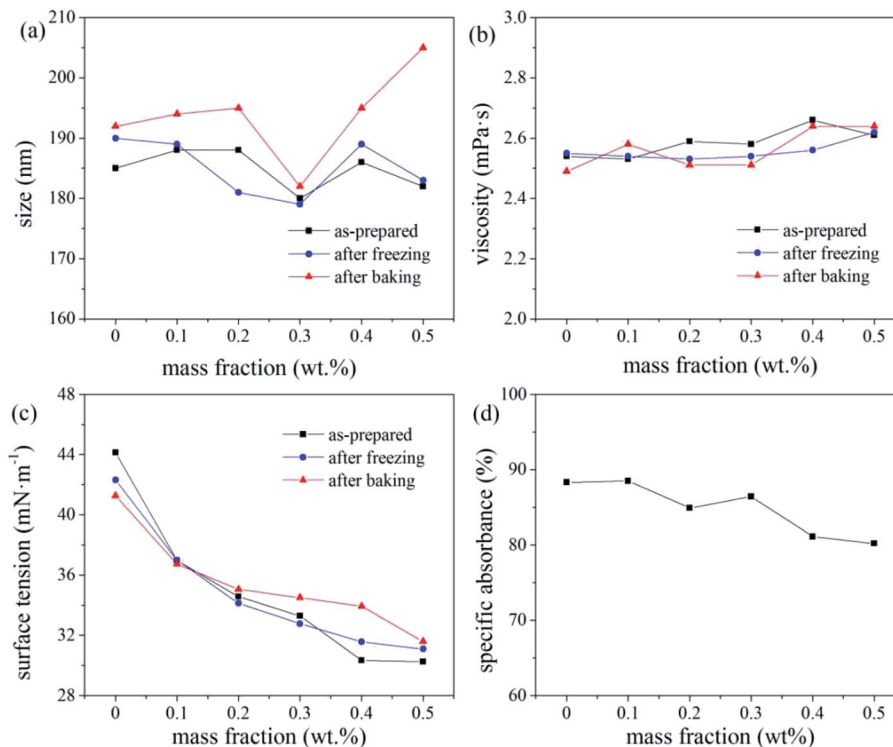 (a)
210
200
190
180
170
160
size (nm)
as-prepared
after freezing
after baking
0 0.1 0.2 0.3 0.4 0.5
mass fraction (wt.%)
(b)
3.0
2.8
2.6
2.4
2.2
2.0
viscosity (mPa·s)
as-prepared
after freezing
after baking
0 0.1 0.2 0.3 0.4 0.5
mass fraction (wt.%)
(c)
48
44
40
36
32
28
surface tension (mN·m⁻¹)
as-prepared
after freezing
after baking
0 0.1 0.2 0.3 0.4 0.5
mass fraction (wt.%)
(d)
100
90
80
70
60
specific absorbance (%)
0 0.1 0.2 0.3 0.4 0.5
mass fraction (wt%)